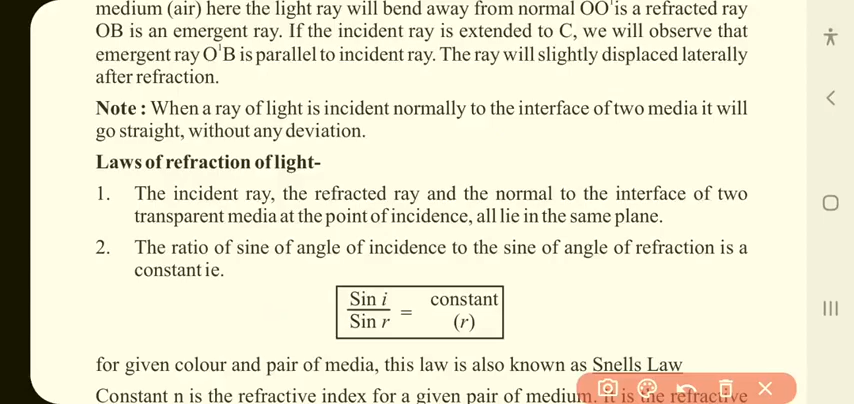 medium (air) here the light ray will bend away from normal OO'is a refracted ray
OB is an emergent ray. If the incident ray is extended to C, we will observe that
emergent ray O'B is parallel to incident ray. The ray will slightly displaced laterally
after refraction.
Note : When a ray of light is incident normally to the interface of two media it will
go straight, without any deviation.
Laws of refraction of light-
1. The incident ray, the refracted ray and the normal to the interface of two
transparent media at the point of incidence, all lie in the same plane.
2. The ratio of sine of angle of incidence to the sine of angle of refraction is a
constant ie.
Sin i / Sin r = constant (r)
for given colour and pair of media, this law is also known as Snells Law
Constant n is the refractive index for a given pair of medium. It is the refractive